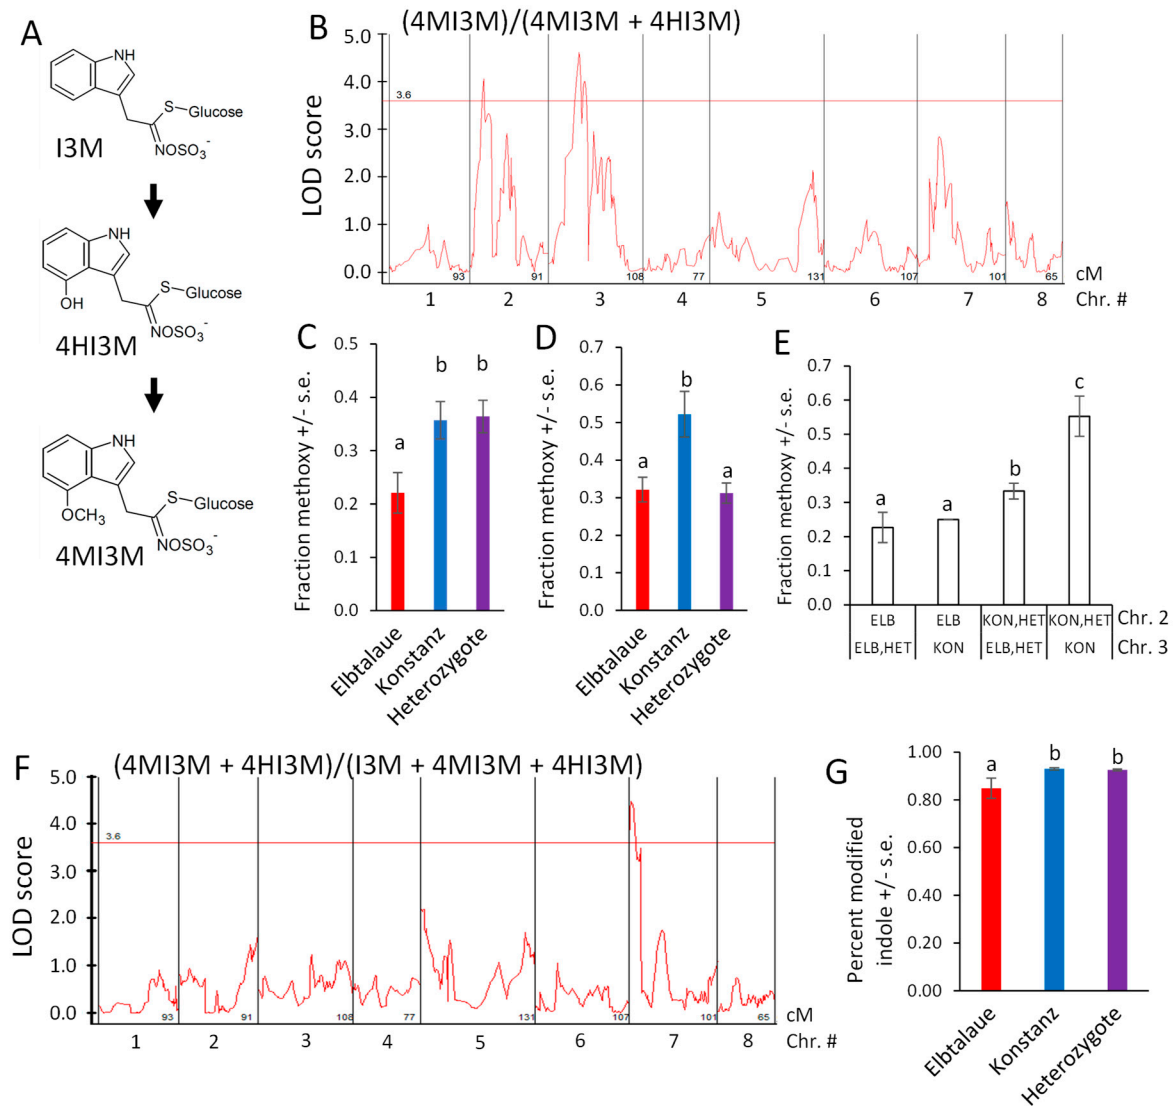 A
NH
S
Glucose
NOSO₃⁻
I3M
NH
OH
S
Glucose
NOSO₃⁻
4HI3M
NH
OCH₃
S
Glucose
NOSO₃⁻
4MI3M
B
(4MI3M)/(4MI3M + 4HI3M)
LOD score
5.0
4.0
3.0
2.0
1.0
0.0
3.6
93 91 108 77 131 107 101 65 cM
1 2 3 4 5 6 7 8 Chr. #
C
Fraction methoxy +/- s.e.
0.5
0.4
0.3
0.2
0.1
0.0
a b b
Elbtalaue
Konstanz
Heterozygote
D
Fraction methoxy +/- s.e.
0.7
0.6
0.5
0.4
0.3
0.2
0.1
0.0
a b a
Elbtalaue
Konstanz
Heterozygote
E
Fraction methoxy +/- s.e.
0.7
0.6
0.5
0.4
0.3
0.2
0.1
0.0
a a b c
ELB ELB KON,HET KON,HET Chr. 2
ELB,HET KON ELB,HET KON Chr. 3
F
(4MI3M + 4HI3M)/(I3M + 4MI3M + 4HI3M)
LOD score
5.0
4.0
3.0
2.0
1.0
0.0
3.6
93 91 108 77 131 107 101 65 cM
1 2 3 4 5 6 7 8 Chr. #
G
Percent modified
indole +/- s.e.
1.00
0.80
0.60
0.40
0.20
0.00
a b b
Elbtalaue
Konstanz
Heterozygote